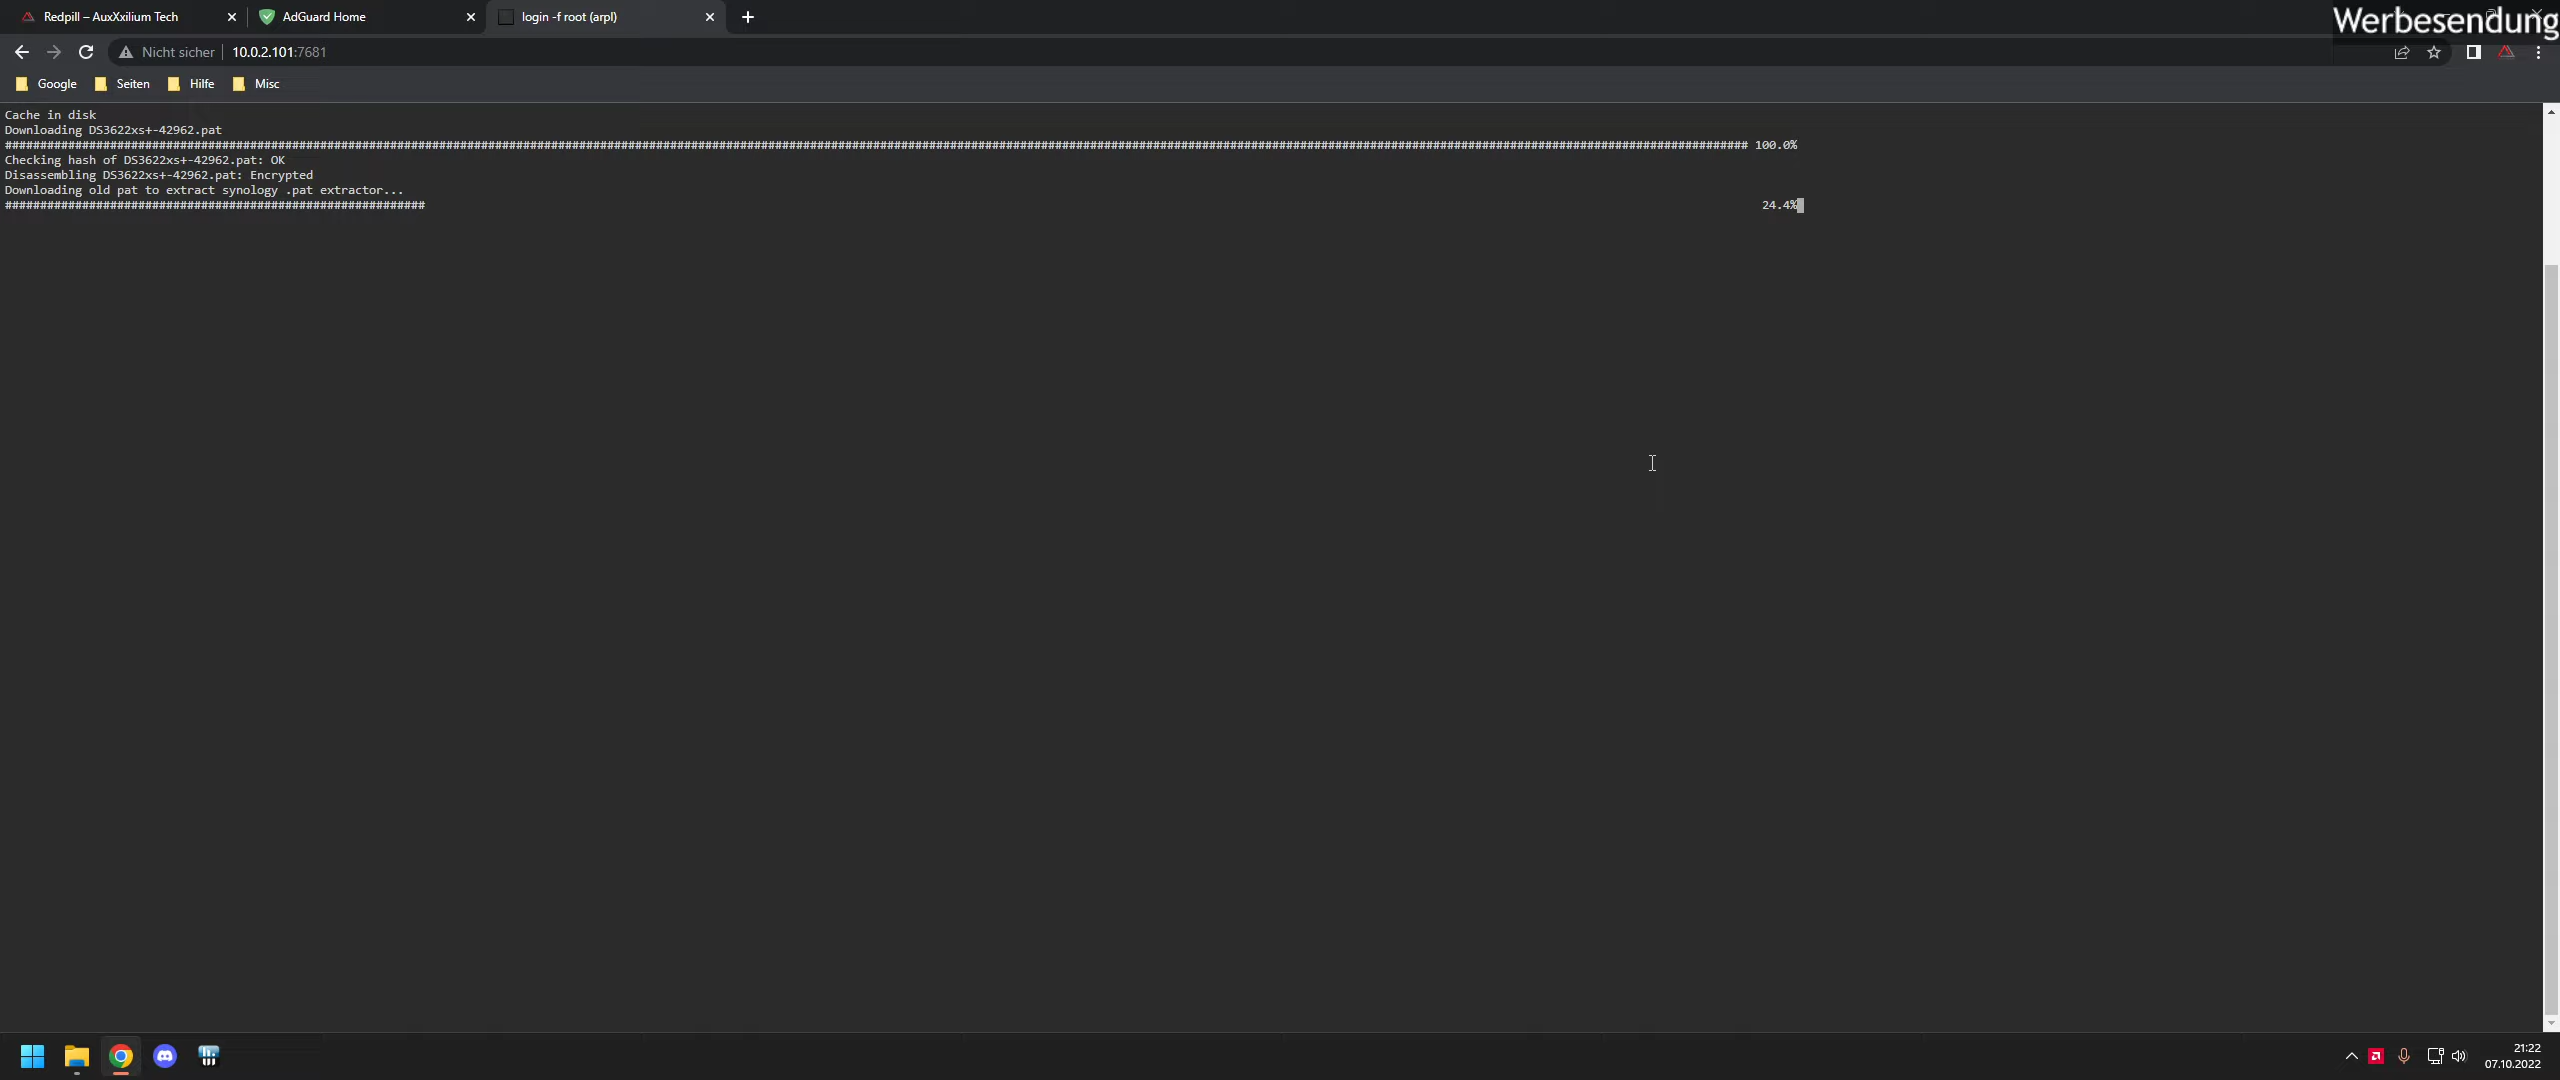 Redpill – AuxXxilium Tech
AdGuard Home
login -f root (arpl)
Werbesendung
Nicht sicher
10.0.2.101:7681
Google
Seiten
Hilfe
Misc
Cache in disk
Downloading DS3622xs+-42962.pat
100.0%
Checking hash of DS3622xs+-42962.pat: OK
Disassembling DS3622xs+-42962.pat: Encrypted
Downloading old pat to extract synology .pat extractor...
24.4%
21:22
07.10.2022